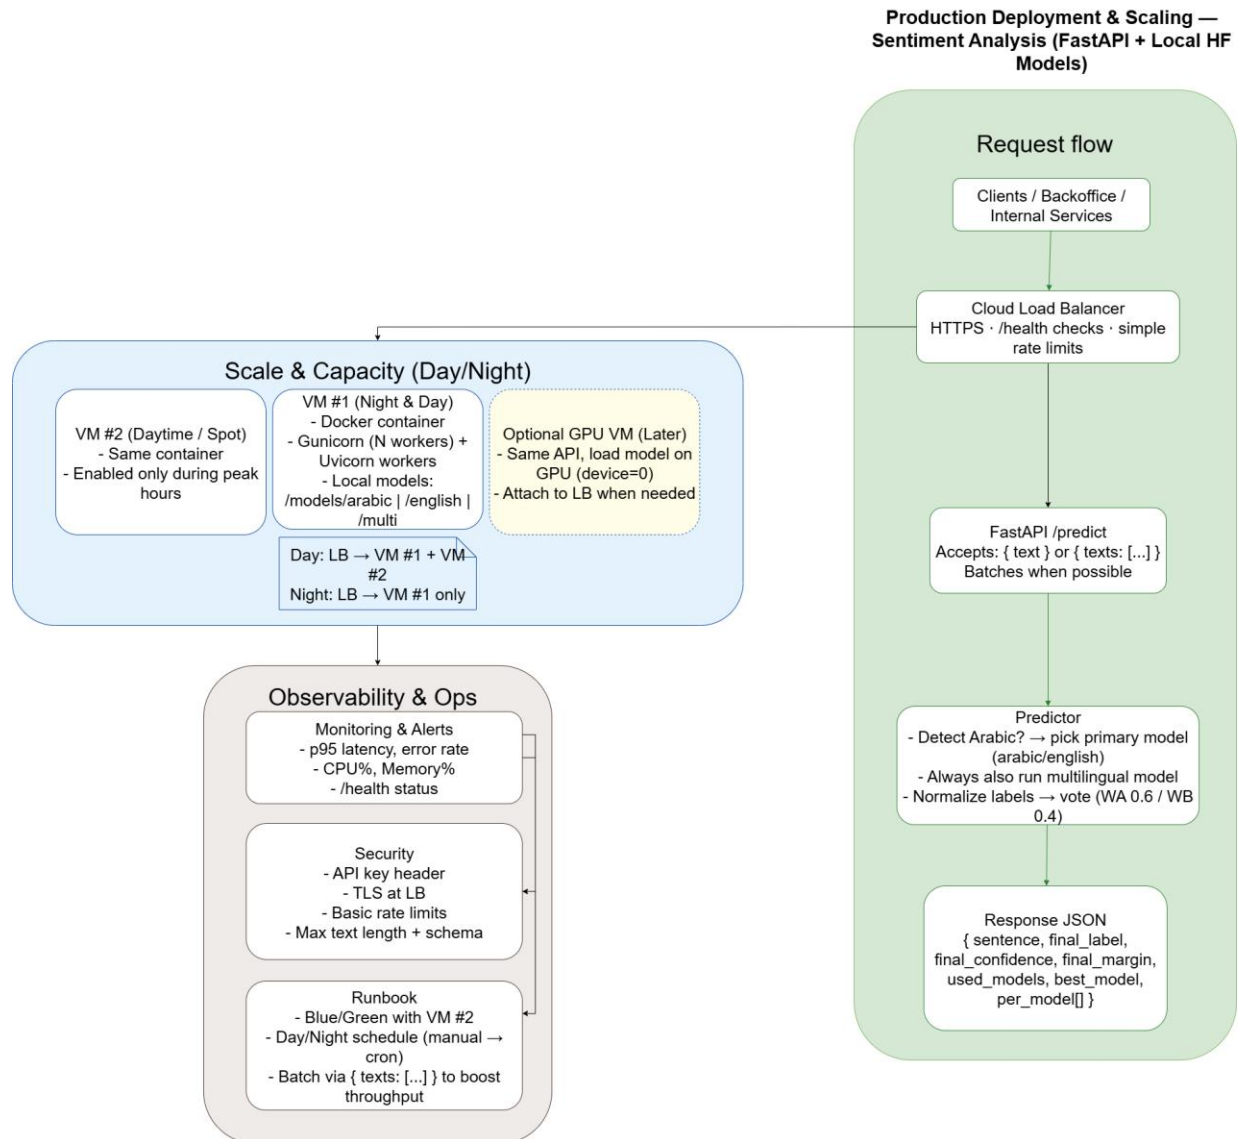 Production Deployment & Scaling —
Sentiment Analysis (FastAPI + Local HF
Models)
Request flow
Clients / Backoffice /
Internal Services
Cloud Load Balancer
HTTPS · /health checks · simple
rate limits
FastAPI /predict
Accepts: { text } or { texts: [...] }
Batches when possible
Predictor
- Detect Arabic? → pick primary model
(arabic/english)
- Always also run multilingual model
- Normalize labels → vote (WA 0.6 / WB
0.4)
Response JSON
{ sentence, final_label,
final_confidence, final_margin,
used_models, best_model,
per_model[] }
Scale & Capacity (Day/Night)
VM #2 (Daytime / Spot)
- Same container
- Enabled only during peak
hours
VM #1 (Night & Day)
- Docker container
- Gunicorn (N workers) +
Uvicorn workers
- Local models:
/models/arabic | /english |
/multi
Optional GPU VM (Later)
- Same API, load model on
GPU (device=0)
- Attach to LB when needed
Day: LB → VM #1 + VM
#2
Night: LB → VM #1 only
Observability & Ops
Monitoring & Alerts
- p95 latency, error rate
- CPU%, Memory%
- /health status
Security
- API key header
- TLS at LB
- Basic rate limits
- Max text length + schema
Runbook
- Blue/Green with VM #2
- Day/Night schedule (manual →
cron)
- Batch via { texts: [...] } to boost
throughput